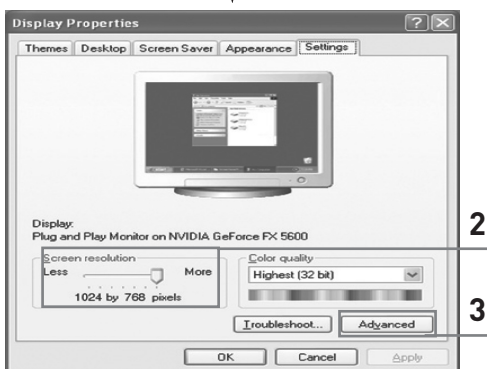 Display Properties
Themes Desktop Screen Saver Appearance Settings
Display:
Plug and Play Monitor on NVIDIA GeForce FX 5600
Screen resolution
Less More
1024 by 768 pixels
Color quality
Highest (32 bit)
2
3
Troubleshoot... Advanced
OK Cancel Apply